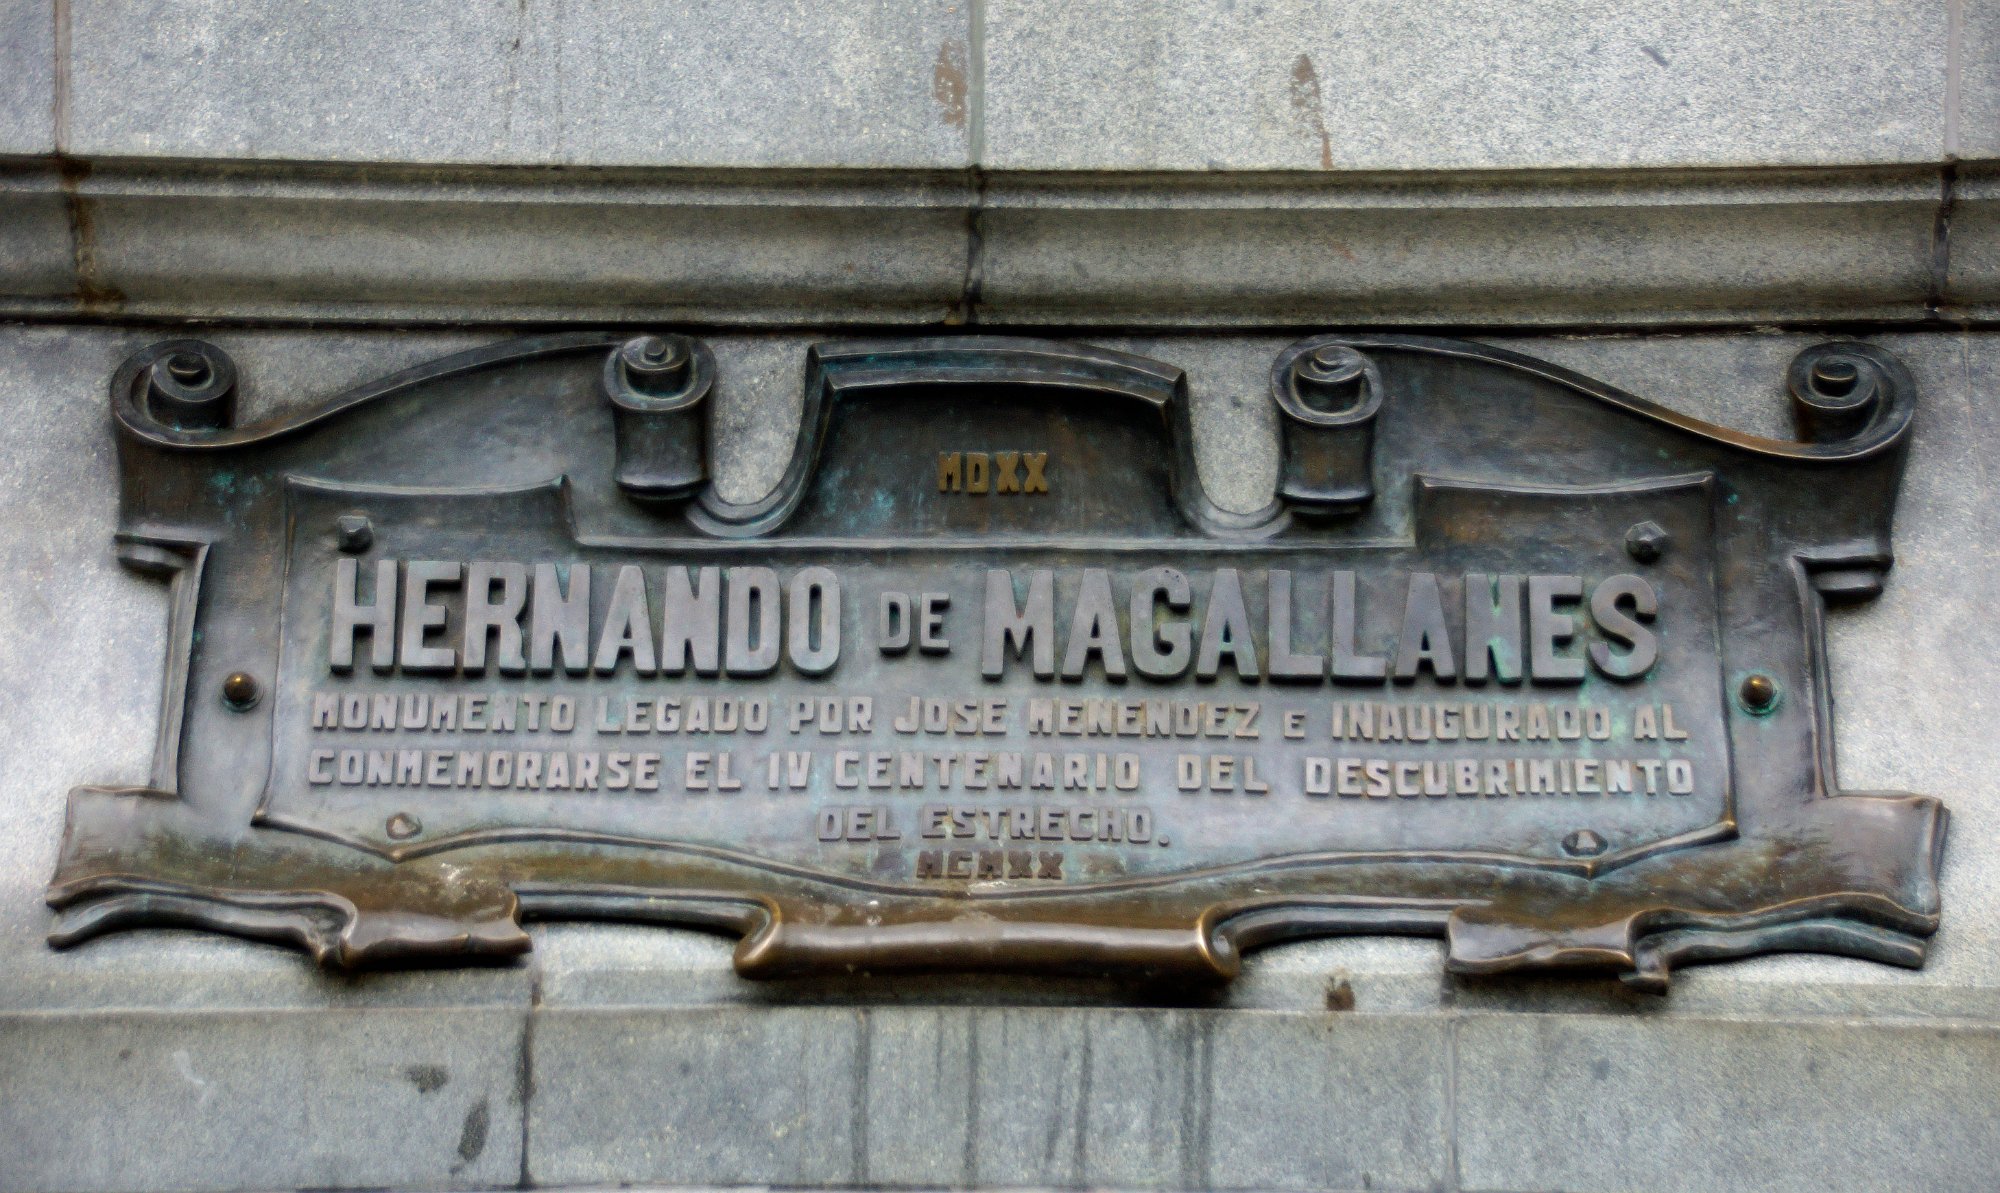 MDXX
HERNANDO DE MAGALLANES
MONUMENTO LEGADO POR JOSE MENENDEZ E INAUGURADO AL
CONMEMORARSE EL IV CENTENARIO DEL DESCUBRIMIENTO
DEL ESTRECHO.
MCMXX